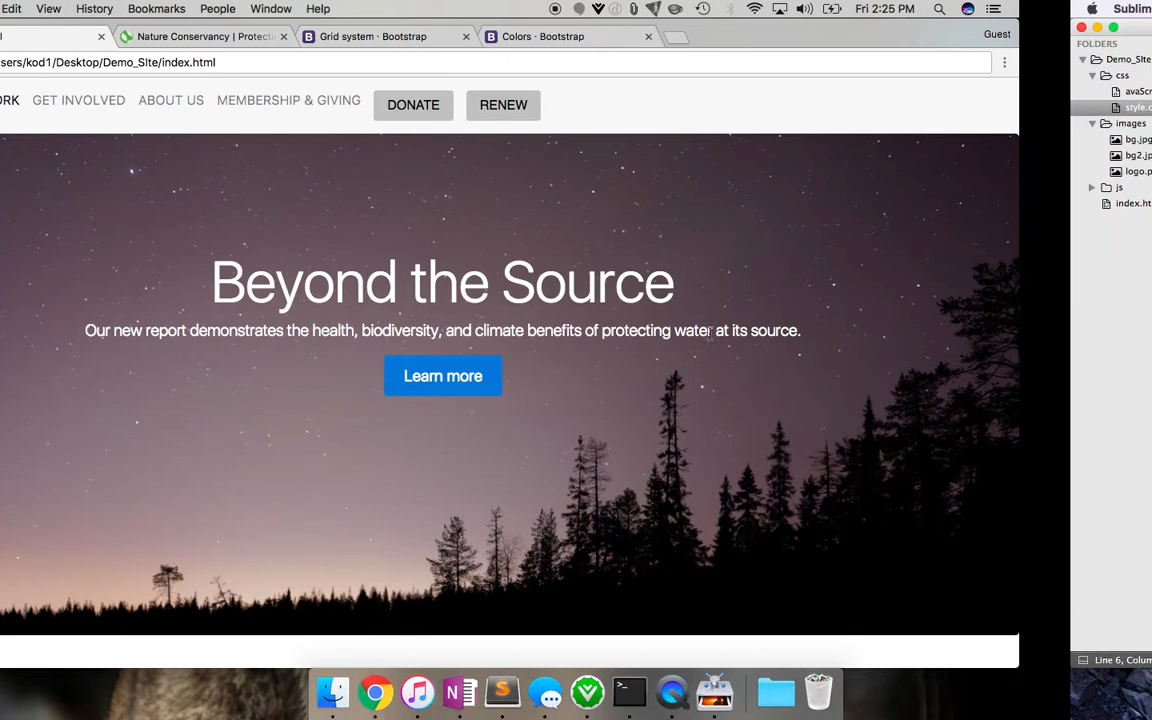 Edit View History Bookmarks People Window Help Fri 2:25 PM
Nature Conservancy | Protecti Grid system · Bootstrap Colors · Bootstrap Guest
sers/kod1/Desktop/Demo_SIte/index.html
ORK GET INVOLVED ABOUT US MEMBERSHIP & GIVING DONATE RENEW
Beyond the Source
Our new report demonstrates the health, biodiversity, and climate benefits of protecting water at its source.
Learn more
Sublim
FOLDERS
Demo_SIte
css
avaScr
style.c
images
bg.jpg
bg2.jp
logo.p
js
index.ht
Line 6, Colum